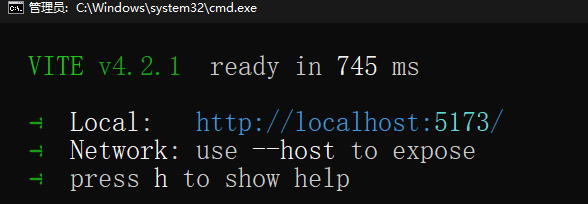 管理员: C:\Windows\system32\cmd.exe
VITE v4.2.1 ready in 745 ms
➜ Local: http://localhost:5173/
➜ Network: use --host to expose
➜ press h to show help